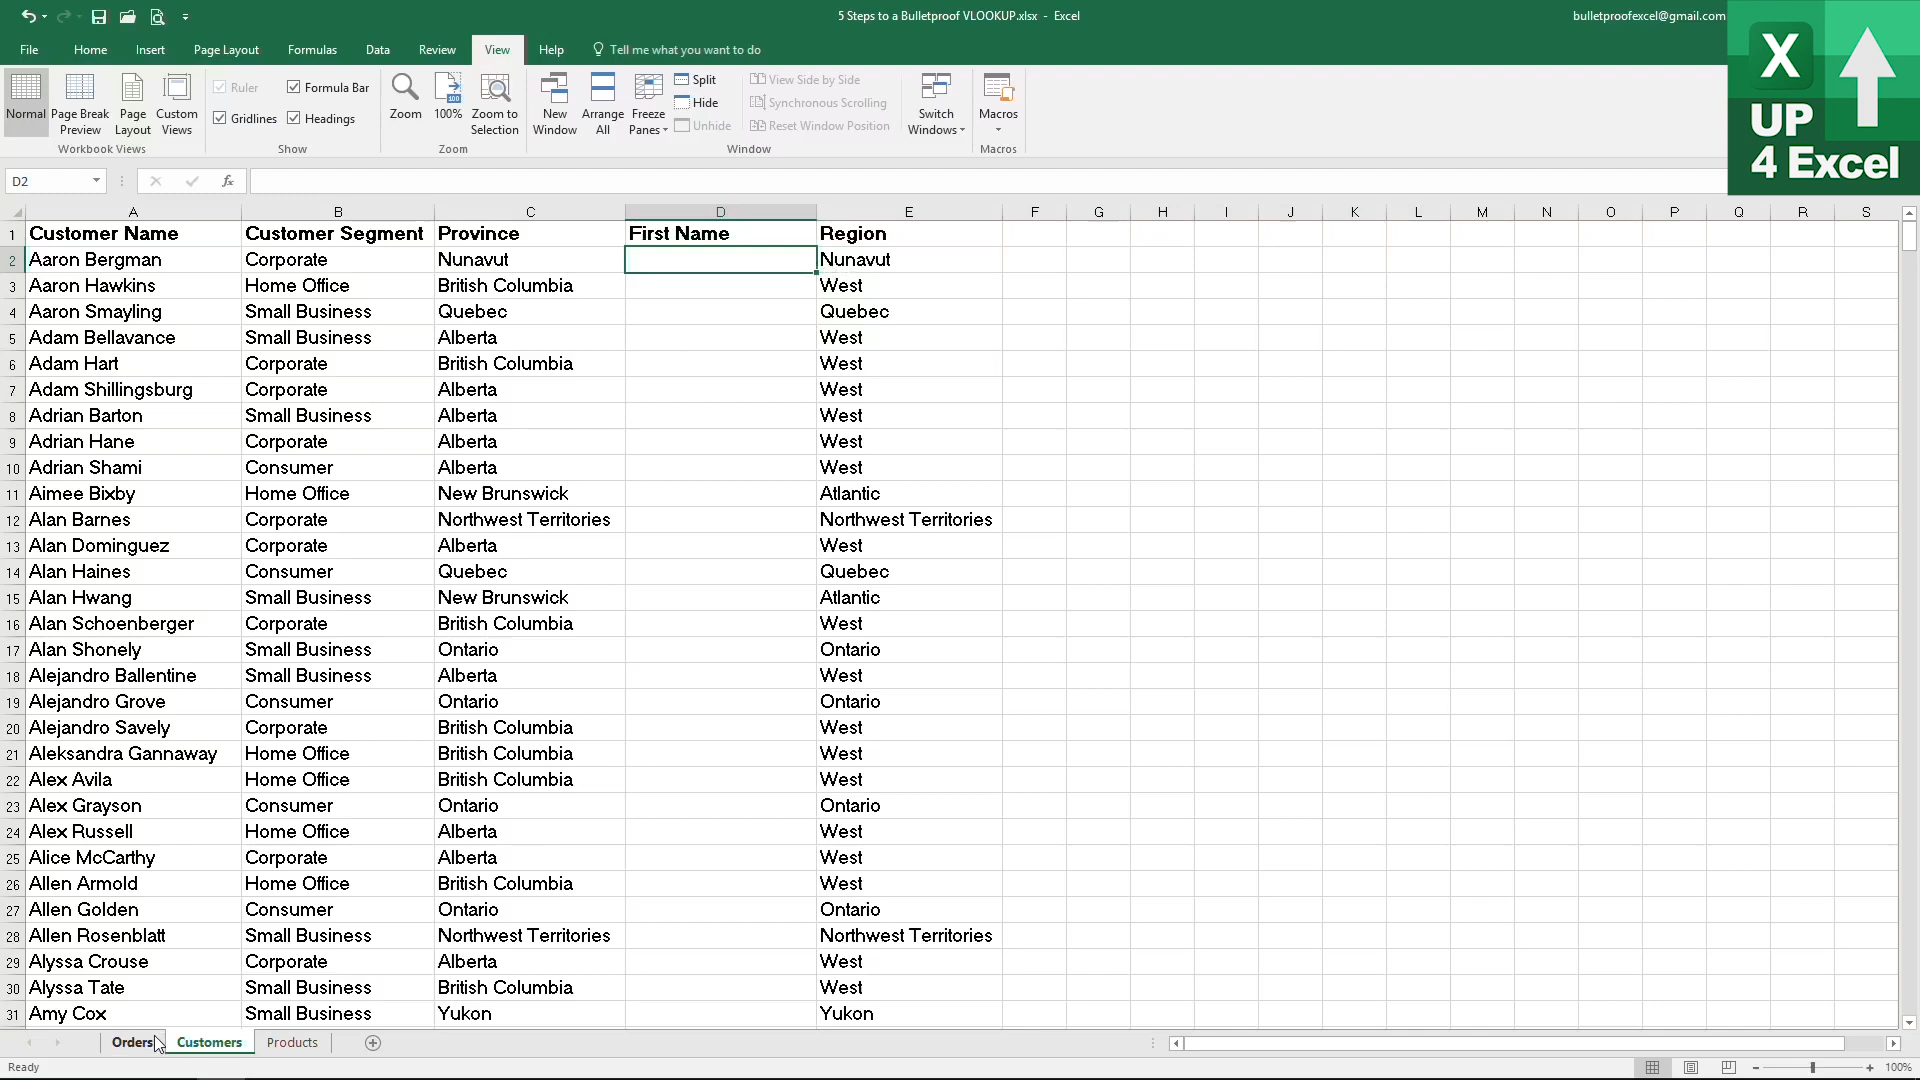 5 Steps to a Bulletproof VLOOKUP.xlsx - Excel
bulletproofexcel@gmail.com
File Home Insert Page Layout Formulas Data Review View Help Tell me what you want to do
Normal Page Break Preview Page Layout Custom Views
Workbook Views
Ruler Formula Bar
Gridlines Headings
Show
Zoom 100% Zoom to Selection
Zoom
New Window Arrange All Freeze Panes
Split
Hide
Unhide
View Side by Side
Synchronous Scrolling
Reset Window Position
Switch Windows
Window
Macros
Macros
X
UP
4 Excel
D2 fx
A B C D E F G H I J K L M N O P Q R S
1 Customer Name Customer Segment Province First Name Region
2 Aaron Bergman Corporate Nunavut Nunavut
3 Aaron Hawkins Home Office British Columbia West
4 Aaron Smayling Small Business Quebec Quebec
5 Adam Bellavance Small Business Alberta West
6 Adam Hart Corporate British Columbia West
7 Adam Shillingsburg Corporate Alberta West
8 Adrian Barton Small Business Alberta West
9 Adrian Hane Corporate Alberta West
10 Adrian Shami Consumer Alberta West
11 Aimee Bixby Home Office New Brunswick Atlantic
12 Alan Barnes Corporate Northwest Territories Northwest Territories
13 Alan Dominguez Corporate Alberta West
14 Alan Haines Consumer Quebec Quebec
15 Alan Hwang Small Business New Brunswick Atlantic
16 Alan Schoenberger Corporate British Columbia West
17 Alan Shonely Small Business Ontario Ontario
18 Alejandro Ballentine Small Business Alberta West
19 Alejandro Grove Consumer Ontario Ontario
20 Alejandro Savely Corporate British Columbia West
21 Aleksandra Gannaway Home Office British Columbia West
22 Alex Avila Home Office British Columbia West
23 Alex Grayson Consumer Ontario Ontario
24 Alex Russell Home Office Alberta West
25 Alice McCarthy Corporate Alberta West
26 Allen Armold Home Office British Columbia West
27 Allen Golden Consumer Ontario Ontario
28 Allen Rosenblatt Small Business Northwest Territories Northwest Territories
29 Alyssa Crouse Corporate Alberta West
30 Alyssa Tate Small Business British Columbia West
31 Amy Cox Small Business Yukon Yukon
Orders Customers Products
Ready
100%